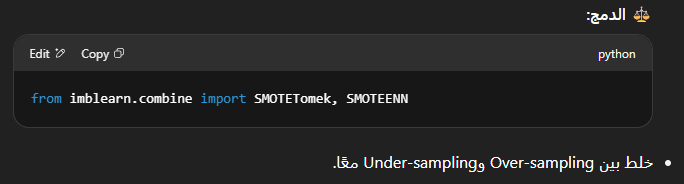 ⚖️ الدمج:
python Copy Edit
from imblearn.combine import SMOTETomek, SMOTEENN
• خلط بين Over-sampling وUnder-sampling معًا.